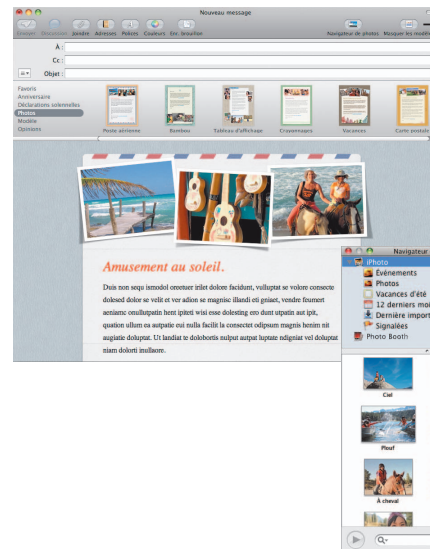 Nouveau message
Envoyer Discussion Joindre Adresses Polices Couleurs Enr. brouillon Navigateur de photos Masquer les modèles
À :
Cc :
Objet :
Favoris
Anniversaire
Déclarations solennelles
Photos
Modèle
Opinions
Poste aérienne Bambou Tableau d'affichage Crayonnages Vacances Carte postale
Amusement au soleil.
Duis non sequ ismodol oreetuer irilet dolore facidunt, vulluptat se volore consecte
dolesed dolor se velit et ver adion se magnisc illandi eti gniaet, vendre feumert
aeniamc onullutpatin hent ipiteti wisi esse dolesting ero dunt utpatin aut ipit,
quation ullum ea autpatie cui nulla facilit la consectet odipsum magnis henim nit
augiatie doluptat. Ut iandiat te dolobortis nulput autpat luptate ndigniat vel doluptat
niam dolorti inullaore.
Navigateur
iPhoto
Événements
Photos
Vacances d'été
12 derniers moi
Dernière import
Signalées
Photo Booth
Ciel
Plouf
À cheval